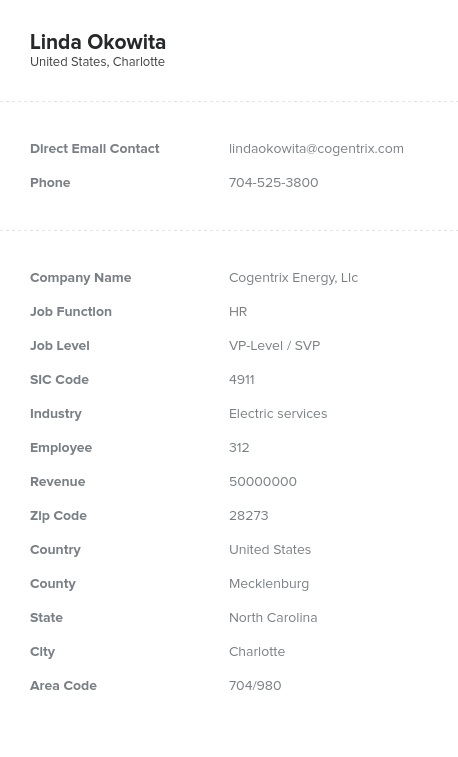 Linda Okowita
United States, Charlotte
Direct Email Contact lindaokowita@cogentrix.com
Phone 704-525-3800
Company Name Cogentrix Energy, Llc
Job Function HR
Job Level VP-Level / SVP
SIC Code 4911
Industry Electric services
Employee 312
Revenue 50000000
Zip Code 28273
Country United States
County Mecklenburg
State North Carolina
City Charlotte
Area Code 704/980